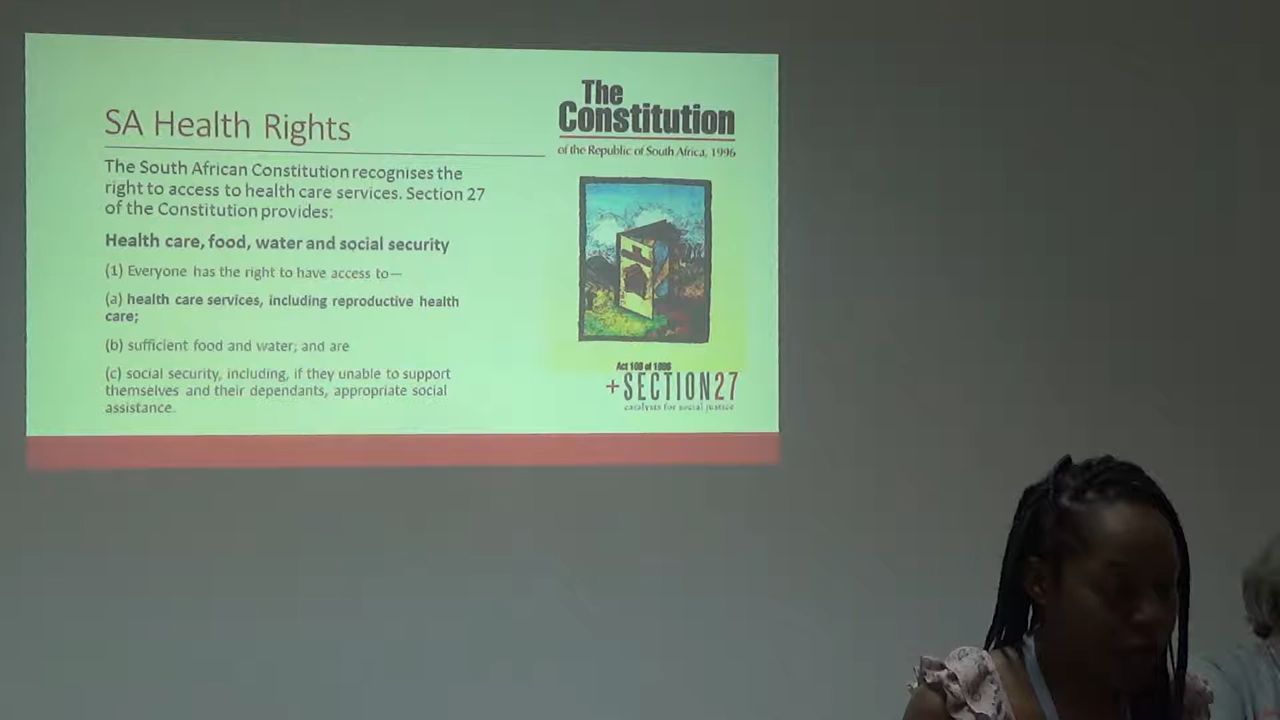 SA Health Rights
The South African Constitution recognises the
right to access to health care services. Section 27
of the Constitution provides:
Health care, food, water and social security
(1) Everyone has the right to have access to—
(a) health care services, including reproductive health
care;
(b) sufficient food and water; and are
(c) social security, including, if they unable to support
themselves and their dependants, appropriate social
assistance.
The
Constitution
of the Republic of South Africa, 1996
Act 108 of 1996
+SECTION27
catalysts for social justice